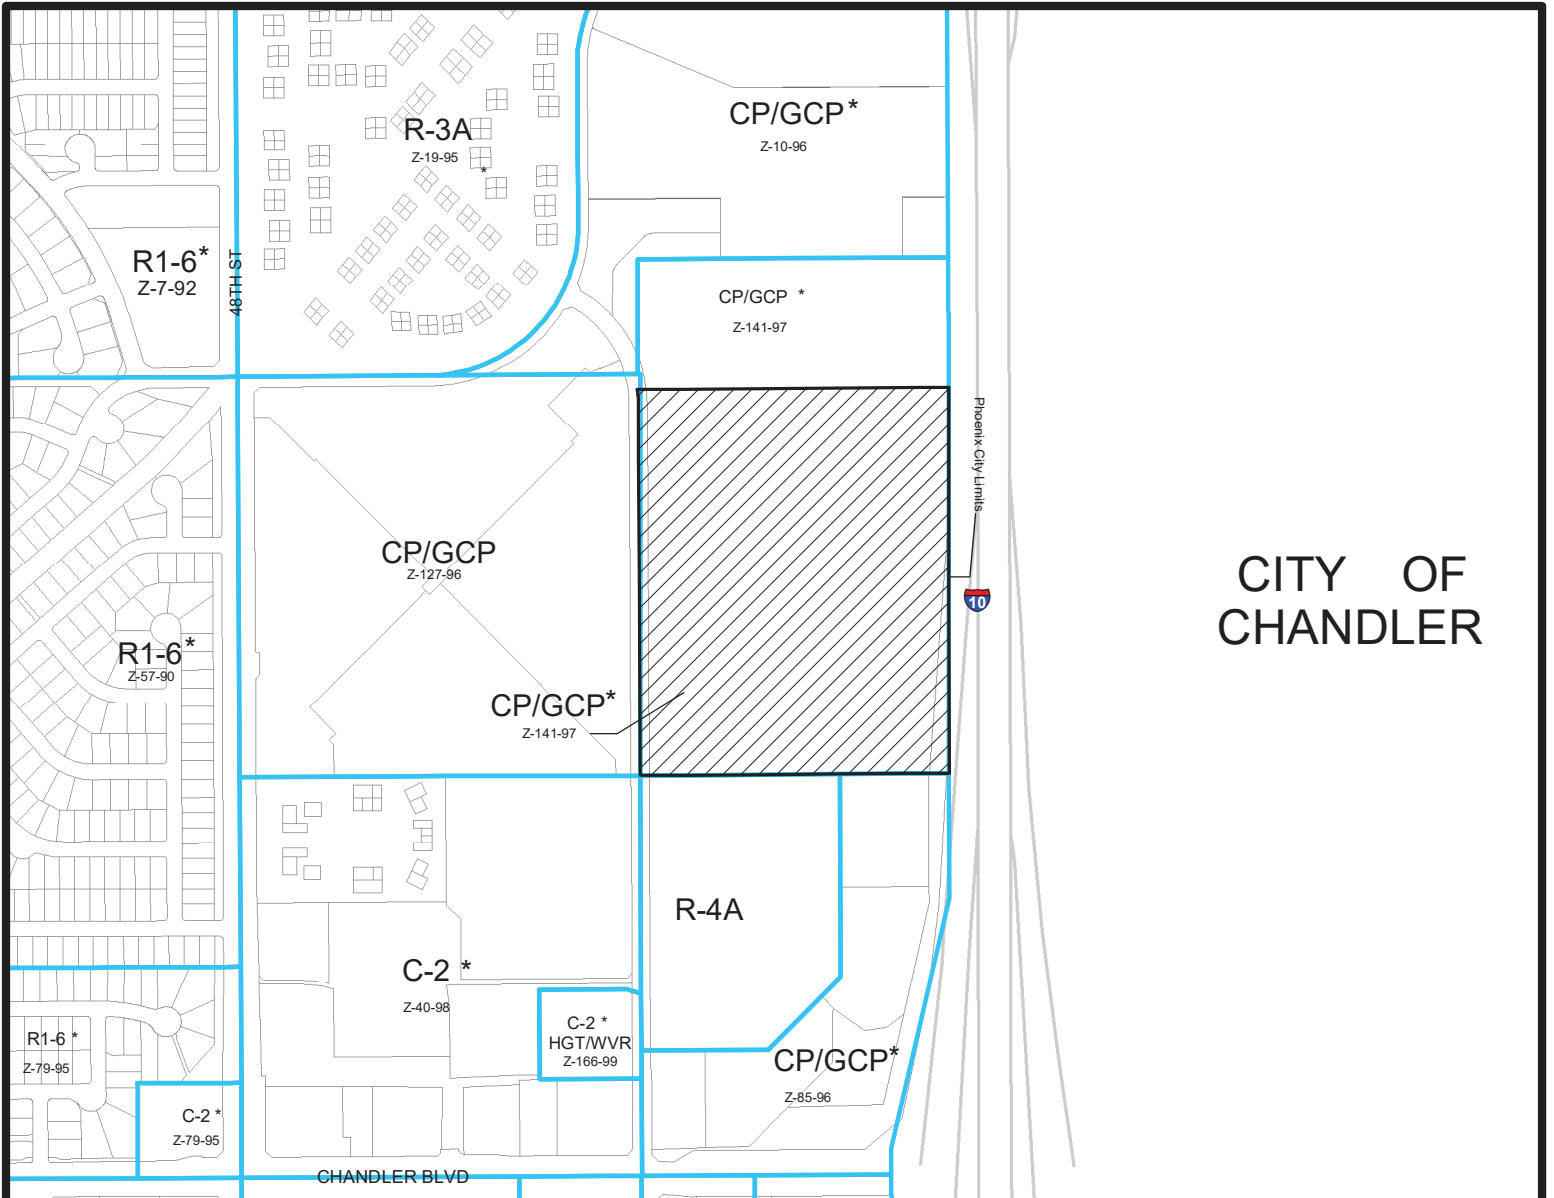 CP/GCP*
Z-10-96
R-3A
Z-19-95
*
R1-6*
Z-7-92
48TH ST
CP/GCP *
Z-141-97
Phoenix City Limits
CP/GCP
Z-127-96
10
CITY OF
CHANDLER
R1-6*
Z-57-90
CP/GCP*
Z-141-97
R-4A
C-2 *
Z-40-98
C-2 *
HGT/WVR
Z-166-99
R1-6 *
Z-79-95
CP/GCP*
Z-85-96
C-2 *
Z-79-95
CHANDLER BLVD